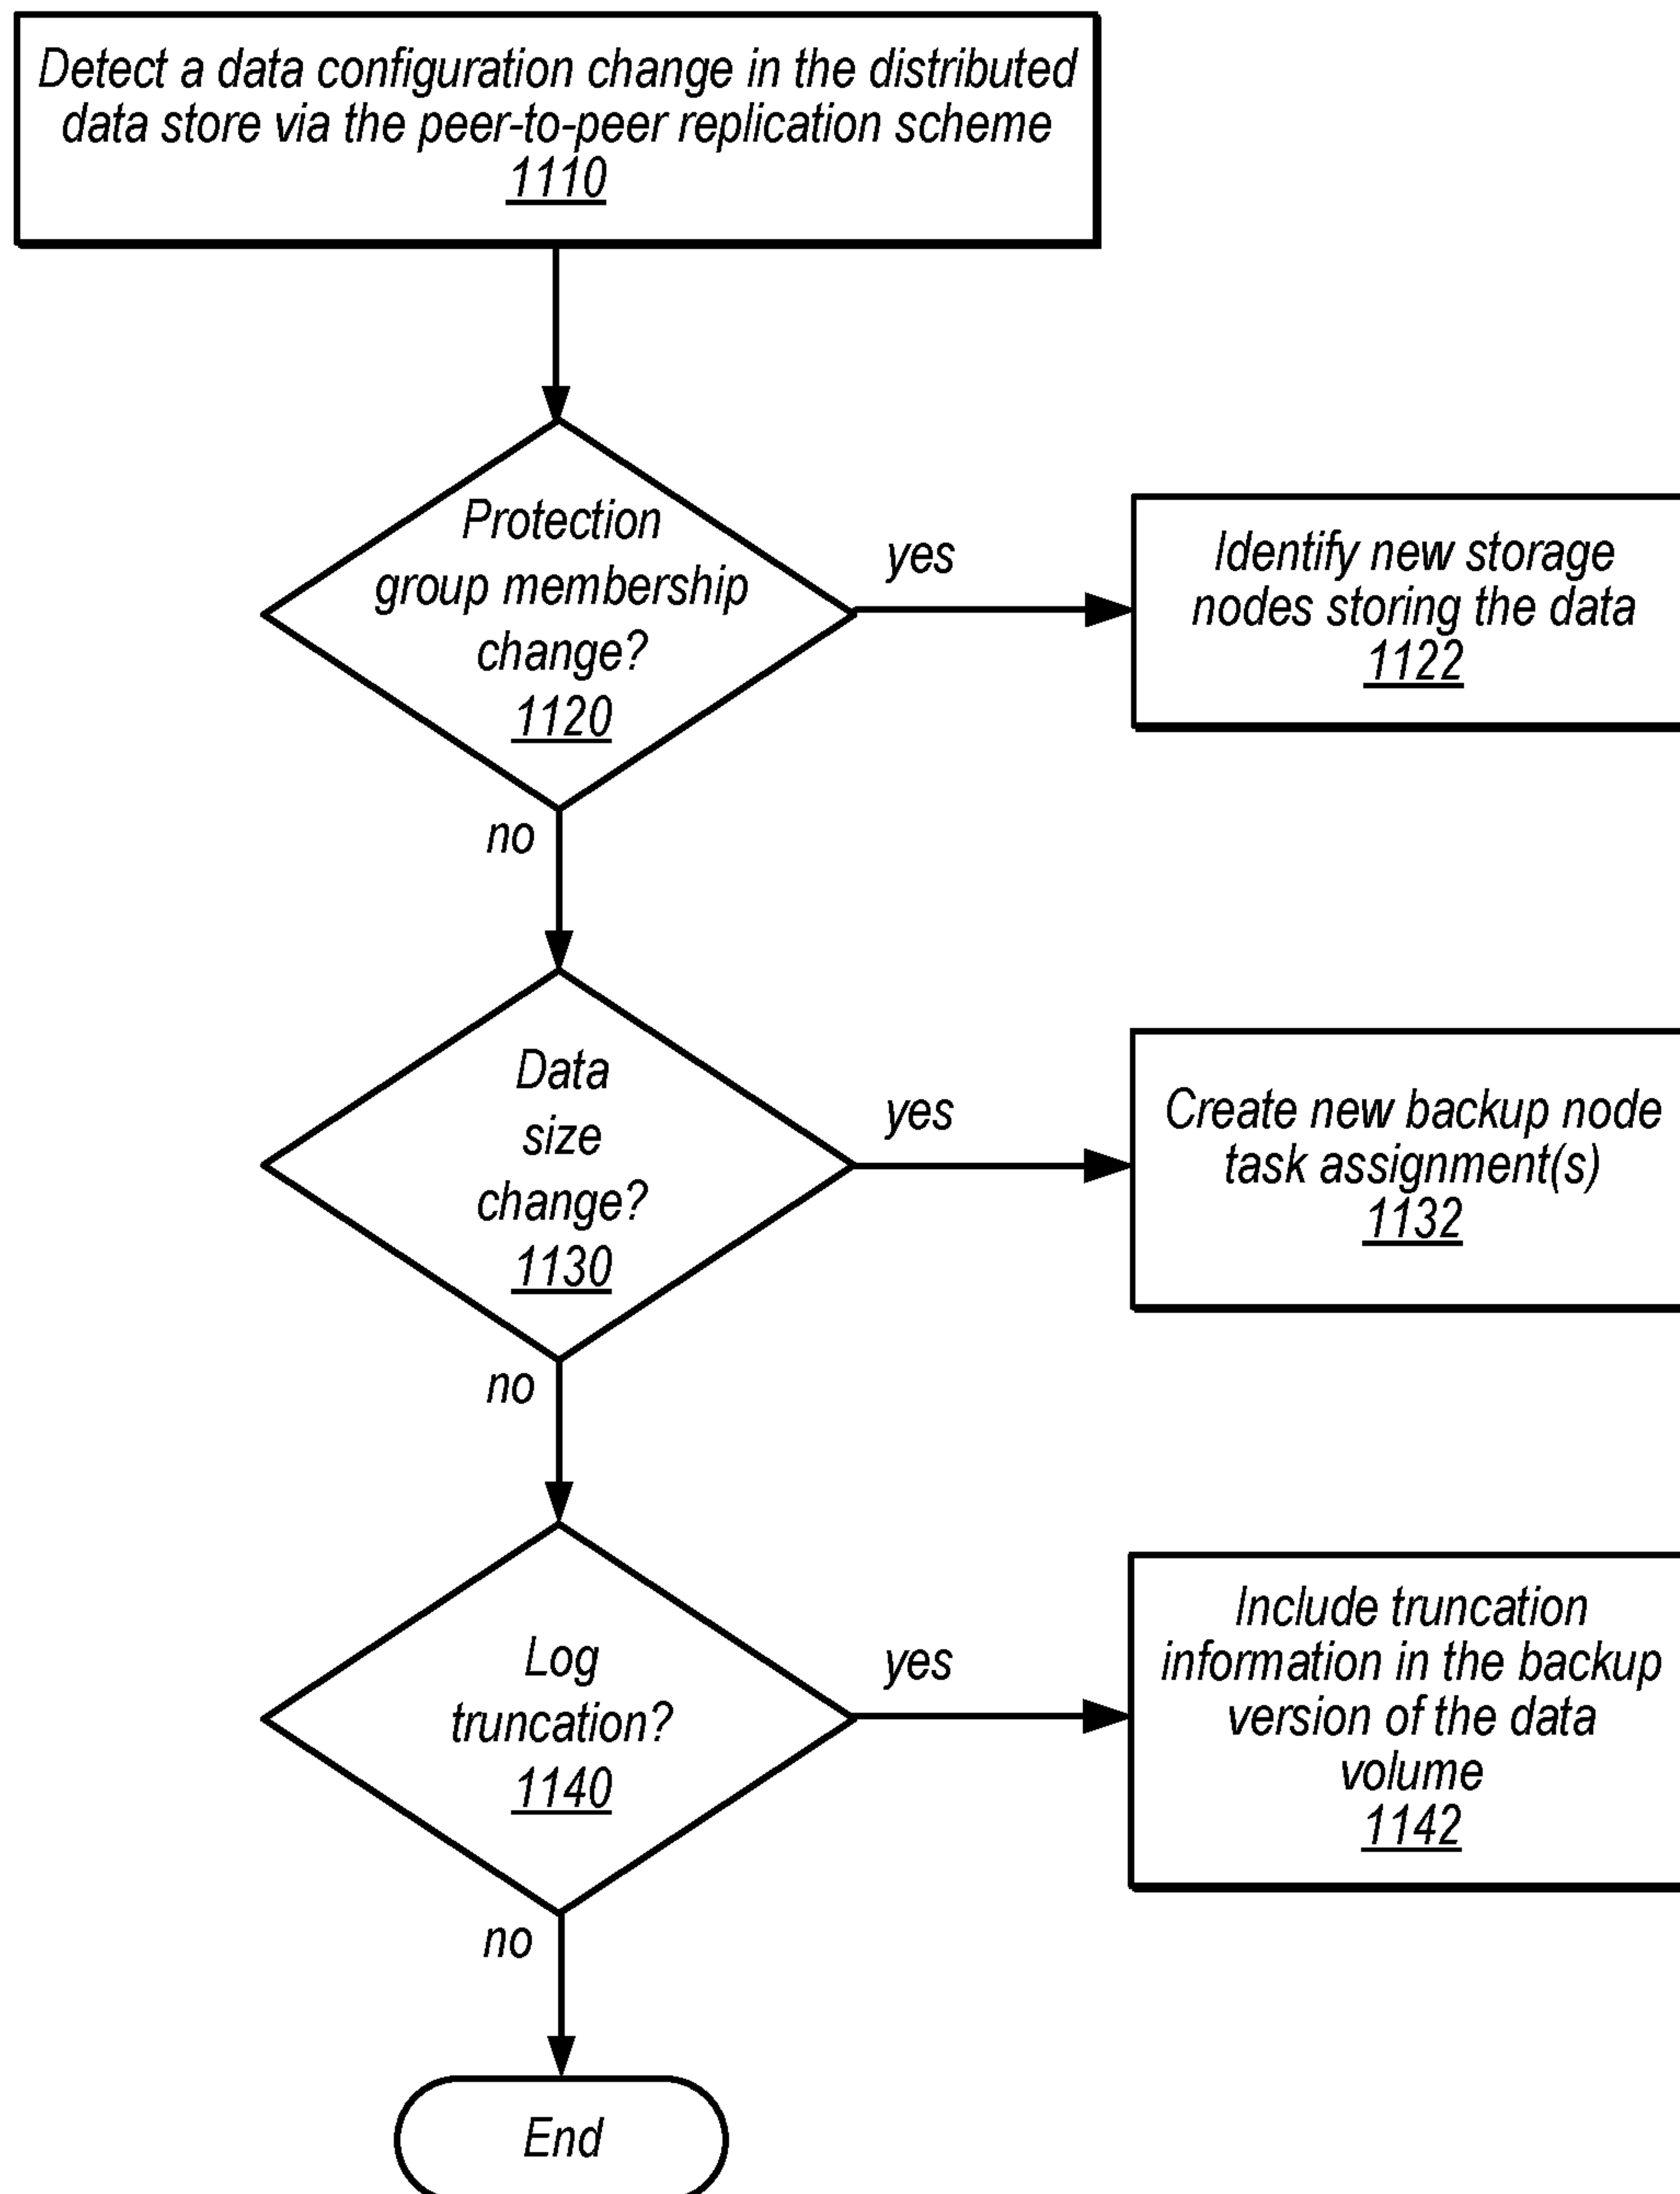 Detect a data configuration change in the distributed
data store via the peer-to-peer replication scheme
1110
Protection
group membership
change?
1120
yes
Identify new storage
nodes storing the data
1122
no
Data
size
change?
1130
yes
Create new backup node
task assignment(s)
1132
no
Log
truncation?
1140
yes
Include truncation
information in the backup
version of the data
volume
1142
no
End